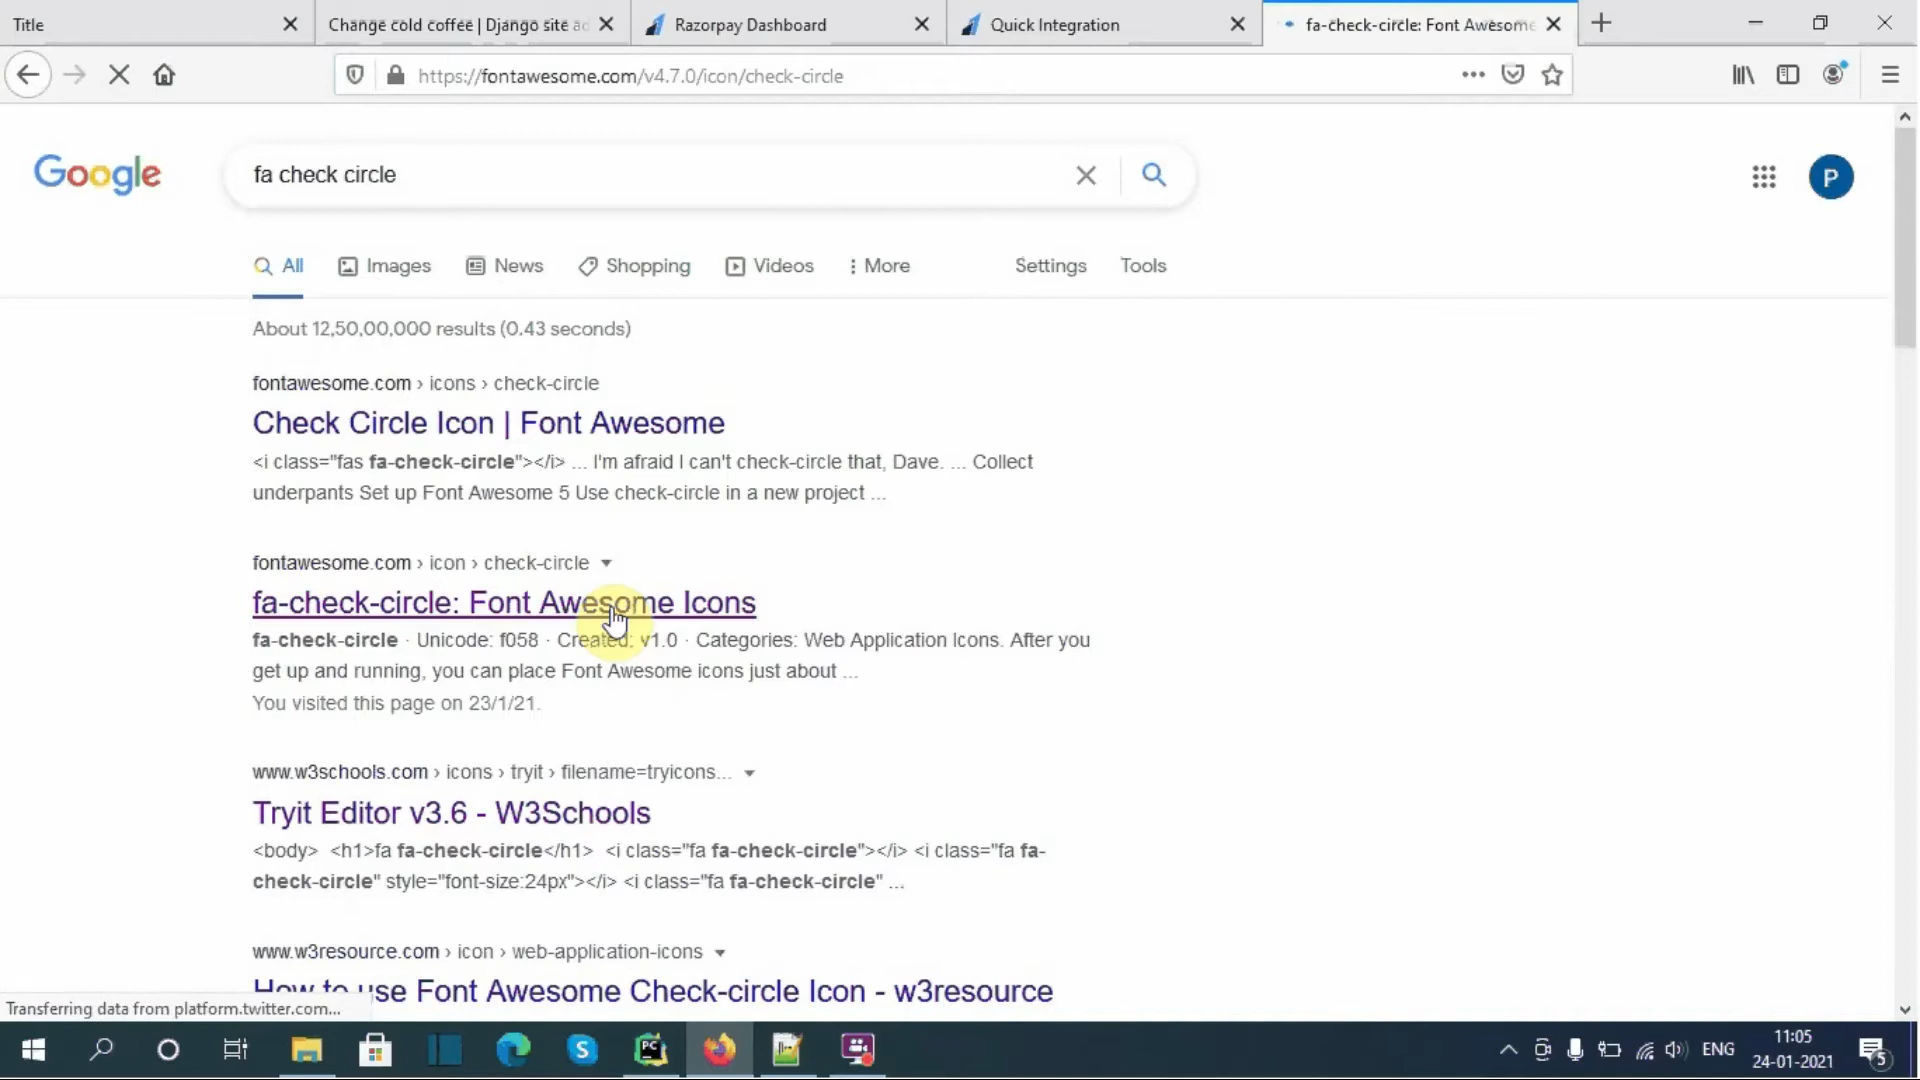 Title
Change cold coffee | Django site ad
Razorpay Dashboard
Quick Integration
fa-check-circle: Font Awesome
https://fontawesome.com/v4.7.0/icon/check-circle
Google
fa check circle
P
All
Images
News
Shopping
Videos
More
Settings
Tools
About 12,50,00,000 results (0.43 seconds)
fontawesome.com › icons › check-circle
Check Circle Icon | Font Awesome
<i class="fas fa-check-circle"></i> ... I'm afraid I can't check-circle that, Dave. ... Collect
underpants Set up Font Awesome 5 Use check-circle in a new project ...
fontawesome.com › icon › check-circle
fa-check-circle: Font Awesome Icons
fa-check-circle · Unicode: f058 · Created: v1.0 · Categories: Web Application Icons. After you
get up and running, you can place Font Awesome icons just about ...
You visited this page on 23/1/21.
www.w3schools.com › icons › tryit › filename=tryicons...
Tryit Editor v3.6 - W3Schools
<body> <h1>fa fa-check-circle</h1> <i class="fa fa-check-circle"></i> <i class="fa fa-
check-circle" style="font-size:24px"></i> <i class="fa fa-check-circle" ...
www.w3resource.com › icon › web-application-icons
How to use Font Awesome Check-circle Icon - w3resource
Transferring data from platform.twitter.com...
S
PC
ENG
11:05
24-01-2021
5